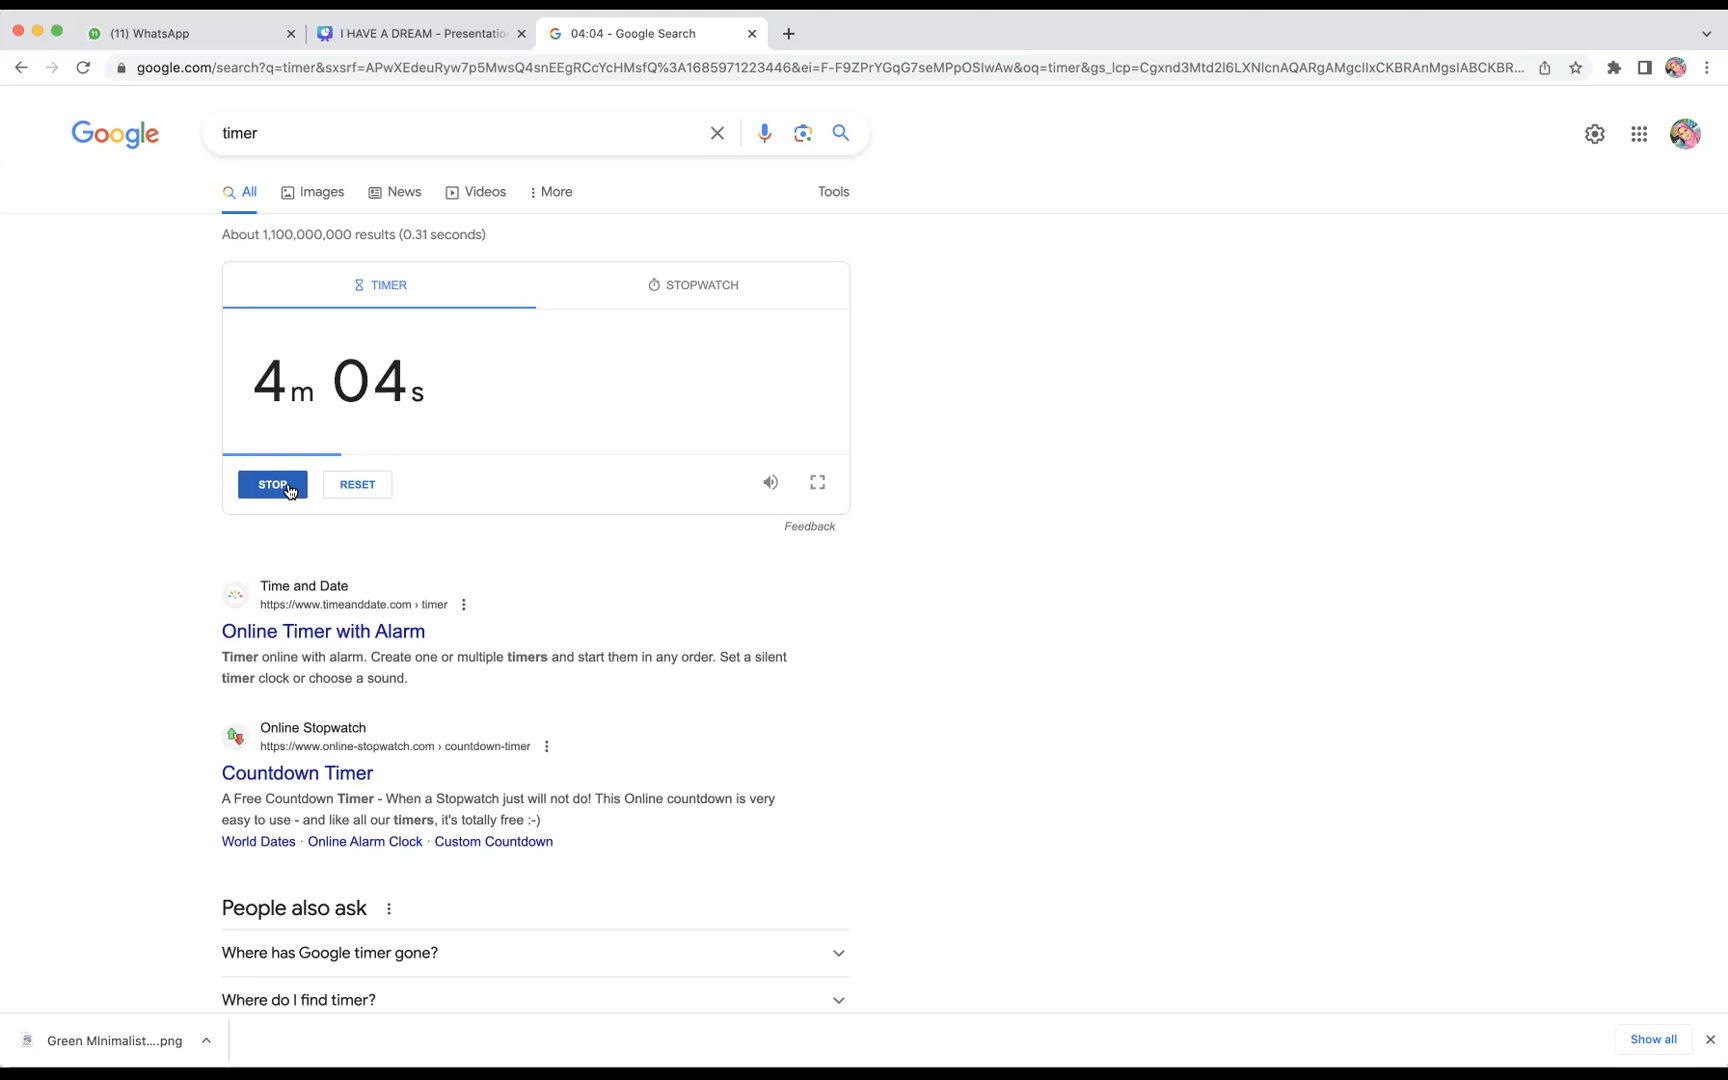 (11) WhatsApp
I HAVE A DREAM - Presentatio
04:04 - Google Search
google.com/search?q=timer&sxsrf=APwXEdeuRyw7p5MwsQ4snEEgRCcYcHMsfQ%3A1685971223446&ei=F-F9ZPrYGqG7seMPpOSIwAw&oq=timer&gs_lcp=Cgxnd3Mtd2l6LXNlcnAQARgAMgcIIxCKBRAnMgsIABCKBR...
Google
timer
All
Images
News
Videos
More
Tools
About 1,100,000,000 results (0.31 seconds)
TIMER
STOPWATCH
4m 04s
STOP
RESET
Feedback
Time and Date
https://www.timeanddate.com › timer
Online Timer with Alarm
Timer online with alarm. Create one or multiple timers and start them in any order. Set a silent
timer clock or choose a sound.
Online Stopwatch
https://www.online-stopwatch.com › countdown-timer
Countdown Timer
A Free Countdown Timer - When a Stopwatch just will not do! This Online countdown is very
easy to use - and like all our timers, it's totally free :-)
World Dates · Online Alarm Clock · Custom Countdown
People also ask
Where has Google timer gone?
Where do I find timer?
Green MInimalist....png
Show all